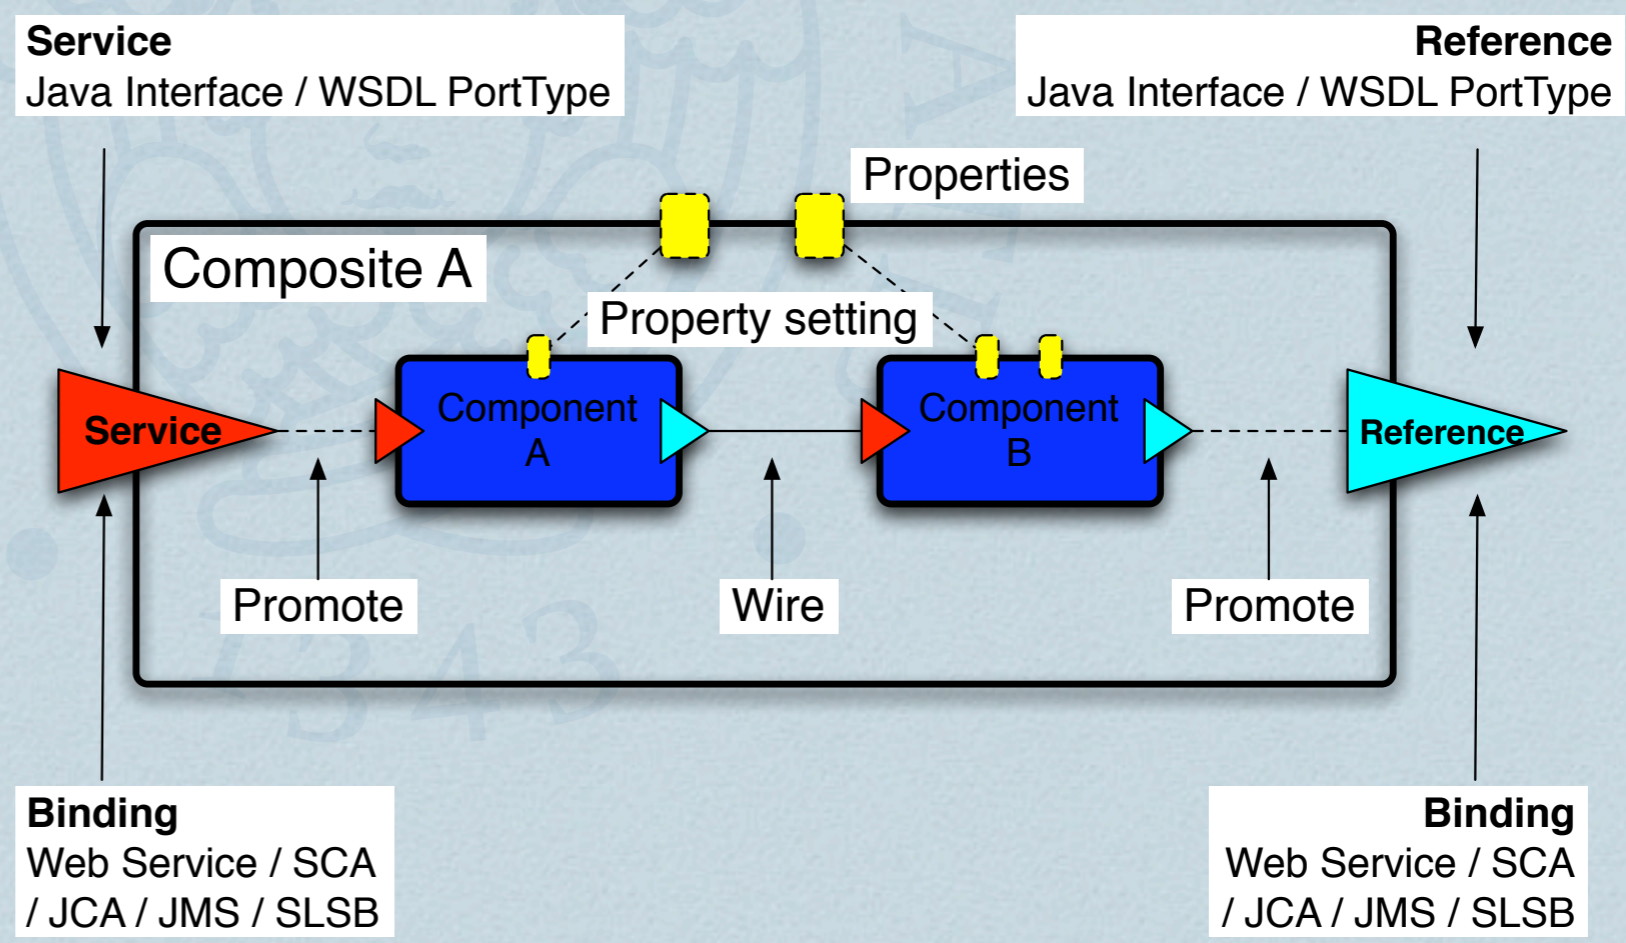 Service
Java Interface / WSDL PortType
Reference
Java Interface / WSDL PortType
Properties
Composite A
Property setting
Service
Component
A
Component
B
Reference
Promote
Wire
Promote
Binding
Web Service / SCA
/ JCA / JMS / SLSB
Binding
Web Service / SCA
/ JCA / JMS / SLSB
1343